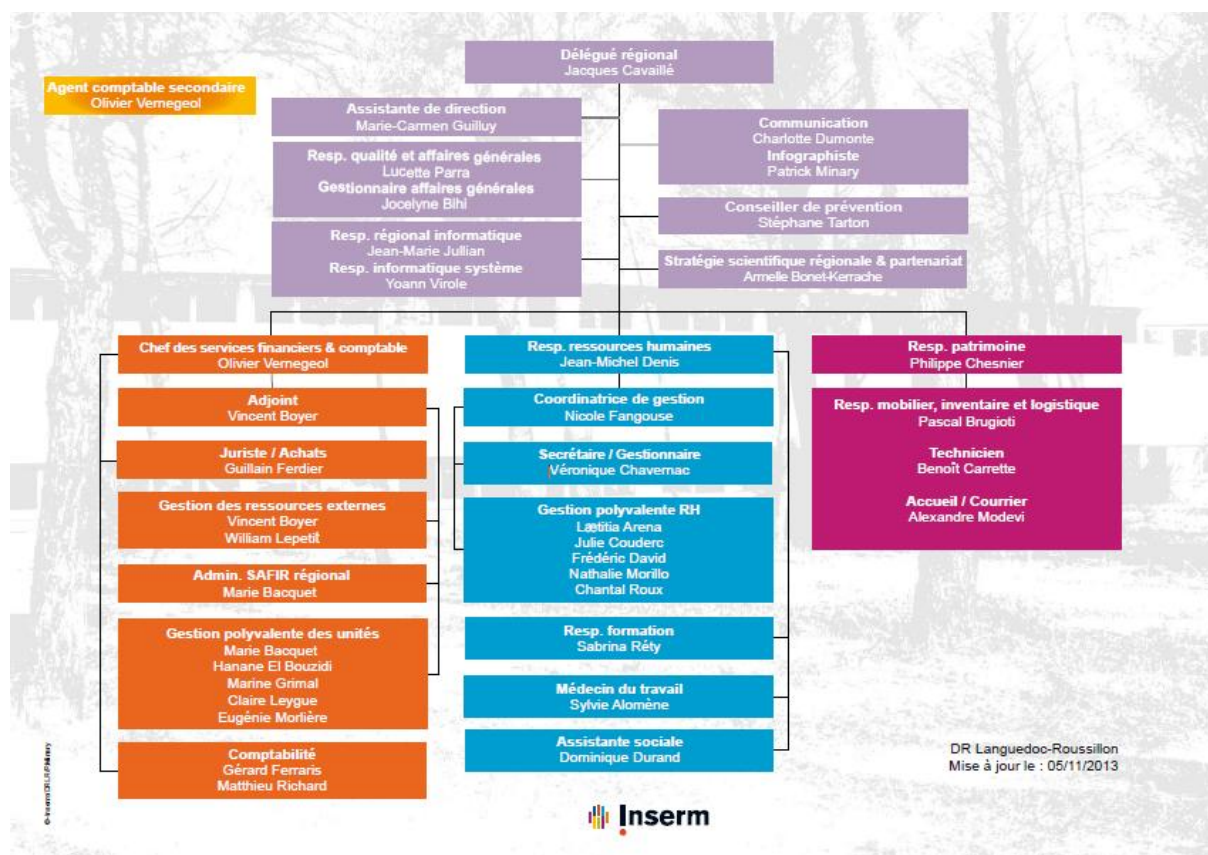 Délégué régional
Jacques Cavaillé
Agent comptable secondaire
Olivier Vernegeol
Assistante de direction
Marie-Carmen Guilluy
Resp. qualité et affaires générales
Lucette Parra
Gestionnaire affaires générales
Jocelyne Bihi
Resp. régional informatique
Jean-Marie Jullian
Resp. informatique système
Yoann Virole
Communication
Charlotte Dumonte
Infographiste
Patrick Minary
Conseiller de prévention
Stéphane Tarton
Stratégie scientifique régionale & partenariat
Armelle Bonet-Kerrache
Chef des services financiers & comptable
Olivier Vernegeol
Adjoint
Vincent Boyer
Juriste / Achats
Guillain Ferdier
Gestion des ressources externes
Vincent Boyer
William Lepetit
Admin. SAFIR régional
Marie Bacquet
Gestion polyvalente des unités
Marie Bacquet
Hanane El Bouzidi
Marine Grimal
Claire Leygue
Eugénie Morlière
Comptabilité
Gérard Ferraris
Matthieu Richard
Resp. ressources humaines
Jean-Michel Denis
Coordinatrice de gestion
Nicole Fangouse
Secrétaire / Gestionnaire
Véronique Chavernac
Gestion polyvalente RH
Lætitia Arena
Julie Couderc
Frédéric David
Nathalie Morillo
Chantal Roux
Resp. formation
Sabrina Réty
Médecin du travail
Sylvie Alomène
Assistante sociale
Dominique Durand
Resp. patrimoine
Philippe Chesnier
Resp. mobilier, inventaire et logistique
Pascal Brugioti
Technicien
Benoît Carrette
Accueil / Courrier
Alexandre Modevi
DR Languedoc-Roussillon
Mise à jour le : 05/11/2013
Inserm